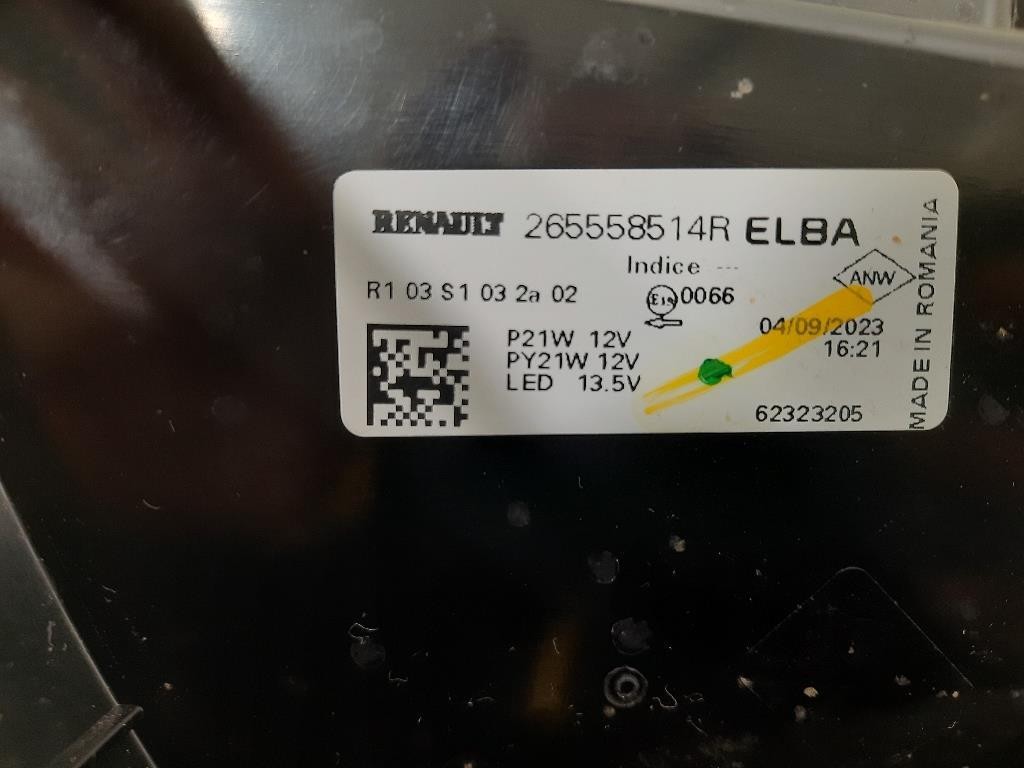 RENAULT 265558514R ELBA
Indice ---
ANW
R1 03 S1 03 2a 02
E19 0066
P21W 12V
PY21W 12V
LED 13.5V
04/09/2023
16:21
62323205
MADE IN ROMANIA